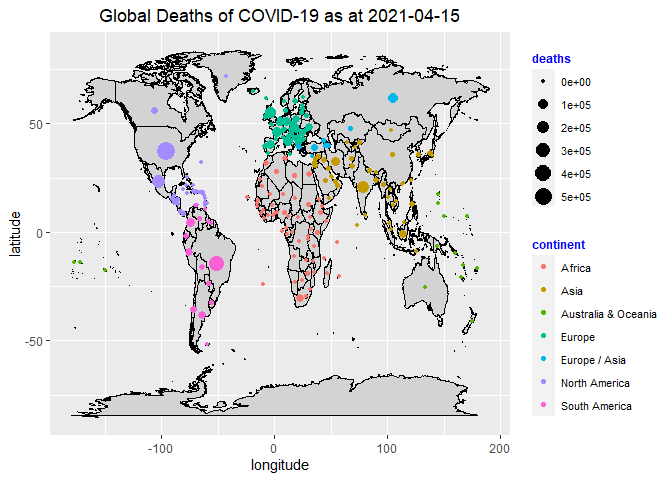 Global Deaths of COVID-19 as at 2021-04-15
deaths
0e+00
1e+05
2e+05
3e+05
4e+05
5e+05
continent
Africa
Asia
Australia & Oceania
Europe
Europe / Asia
North America
South America
latitude
50
0
-50
-100
0
100
200
longitude